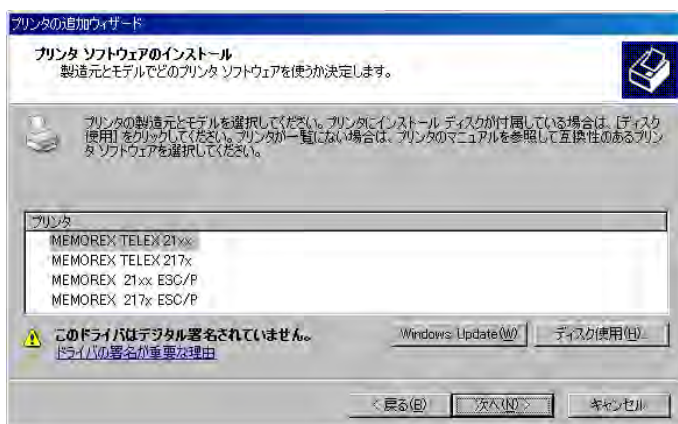 プリンタの追加ウィザード
プリンタ ソフトウェアのインストール
製造元とモデルでどのプリンタ ソフトウェアを使うか決定します。
プリンタの製造元とモデルを選択してください。プリンタにインストール ディスクが付属している場合は、[ディスク
使用] をクリックしてください。プリンタが一覧にない場合は、プリンタのマニュアルを参照して互換性のあるプリン
タ ソフトウェアを選択してください。
プリンタ
MEMOREX TELEX 21xx
MEMOREX TELEX 217x
MEMOREX 21xx ESC/P
MEMOREX 217x ESC/P
このドライバはデジタル署名されていません。
Windows Update(W)
ディスク使用(H)...
ドライバの署名が重要な理由
< 戻る(B)
次へ(N) >
キャンセル